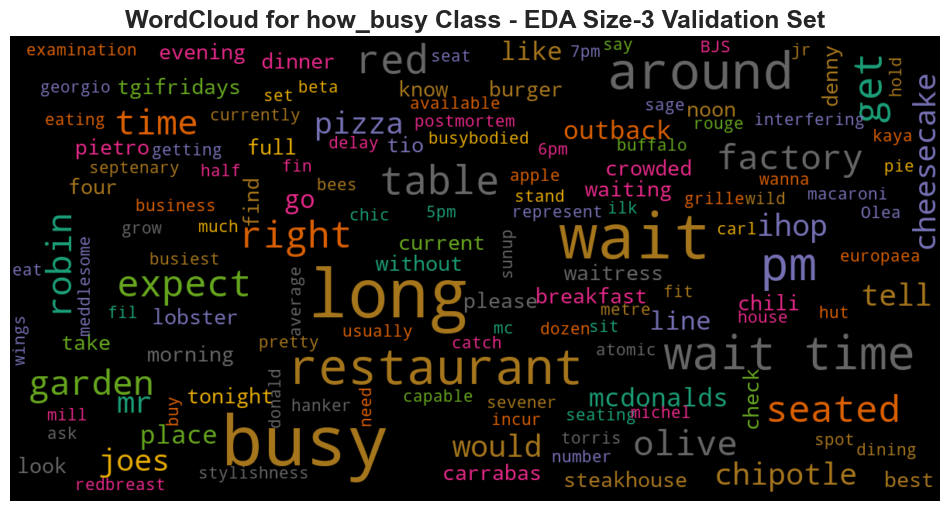 WordCloud for how_busy Class - EDA Size-3 Validation Set
examination evening dinner red seat like 7pm say BJS jr
georgio tgifridays set beta know burger around denny get hold
eating time currently pizza available postmortem sage noon rouge interfering cheesecake
pietro getting full delay tio busybodied outback 6pm buffalo factory kaya
septenary half fin table apple crowded wanna pie
four find bees go stand waiting grille wild macaroni
business chic 5pm represent ilk Olea
robin grow much right current sunup wait carl ihop
eat busiest without waitress pm europaea
meddlesome expect average long please breakfast metre fit chili tell
fil lobster usually mc dozen sit line house hut
wings take morning pretty catch atomic wait time
garden restaurant
mr tonight donald hanker need capable sevener mcdonalds check seated
mill buy incur seating michel
ask place busy would torris olive spot dining
look joes stylishness carrabas number
redbreast steakhouse chipotle best